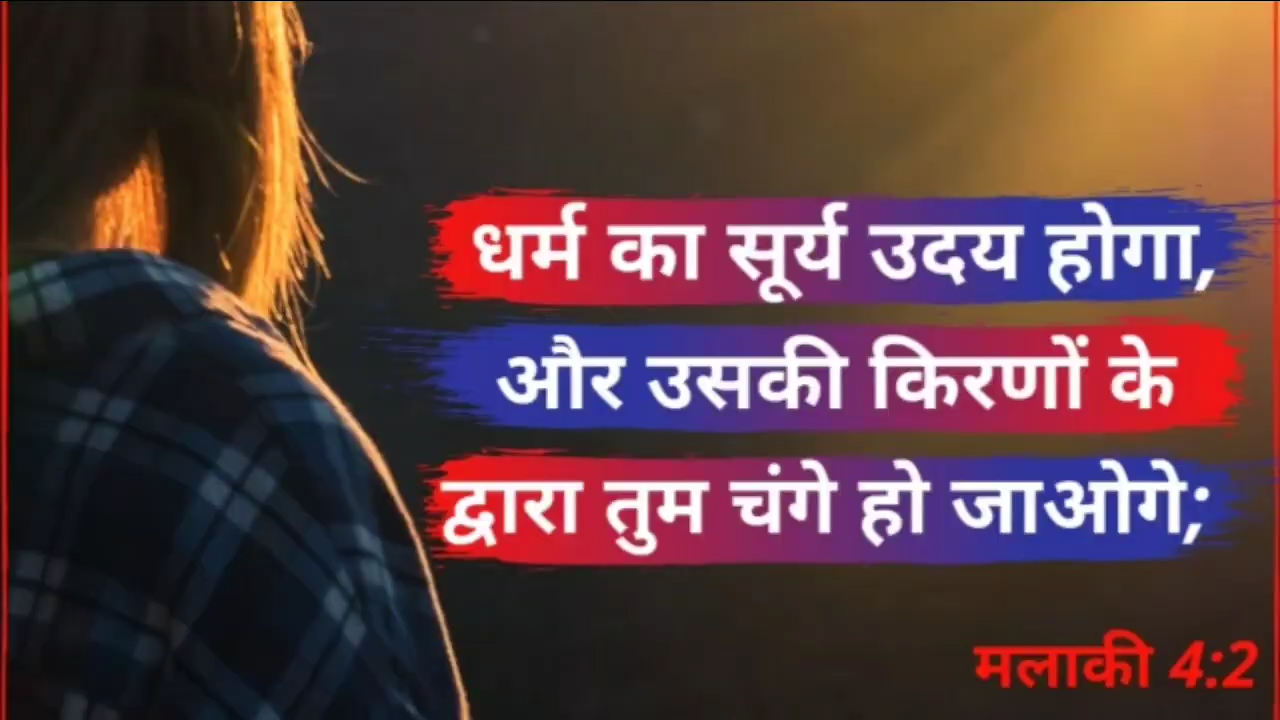 धर्म का सूर्य उदय होगा,
और उसकी किरणों के
द्वारा तुम चंगे हो जाओगे;
मलाकी 4:2